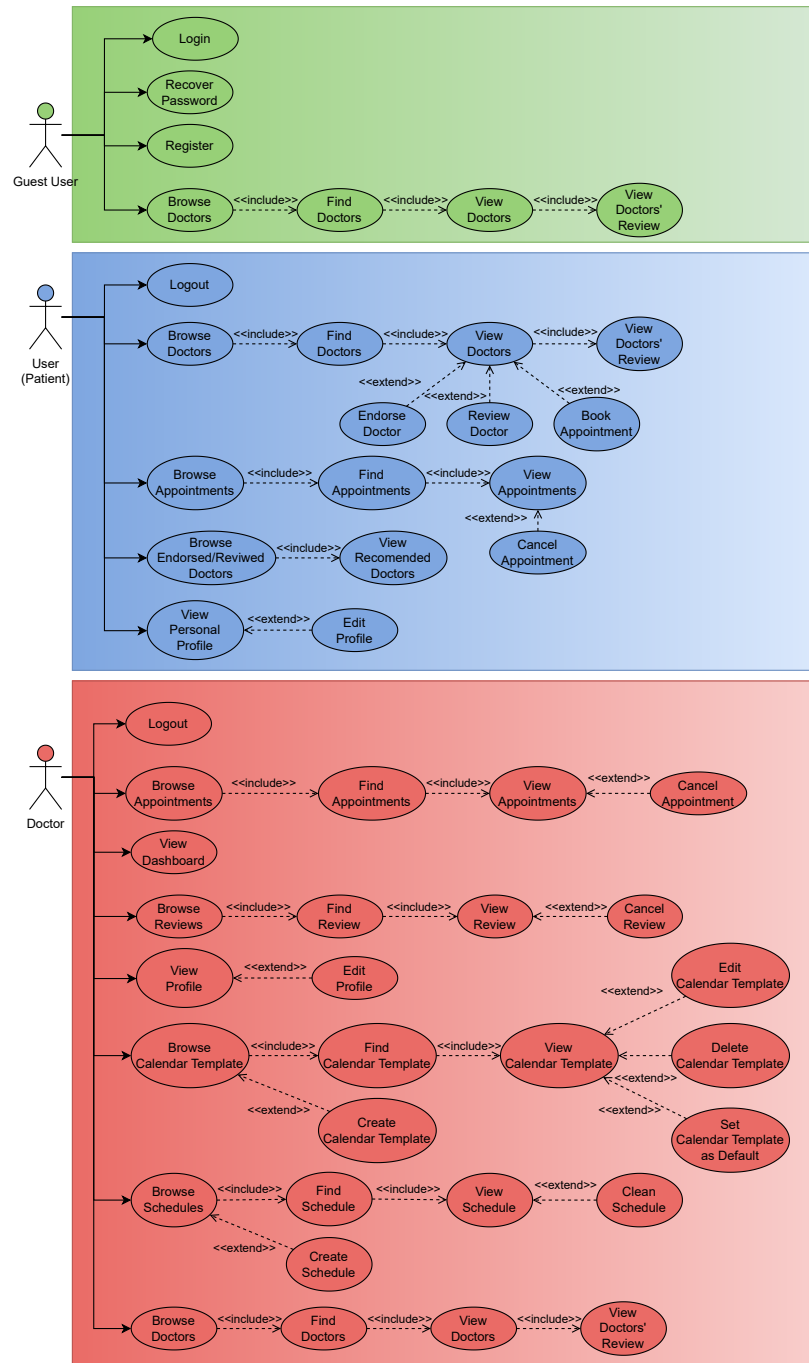 Login
Recover
Password
Register
Guest User
Browse
Doctors
<<include>>
Find
Doctors
<<include>>
View
Doctors
<<include>>
View
Doctors'
Review
Logout
User
(Patient)
Browse
Doctors
<<include>>
Find
Doctors
<<include>>
View
Doctors
<<include>>
View
Doctors'
Review
<<extend>>
<<extend>>
<<extend>>
Endorse
Doctor
Review
Doctor
Book
Appointment
Browse
Appointments
<<include>>
Find
Appointments
<<include>>
View
Appointments
<<extend>>
Cancel
Appointment
Browse
Endorsed/Reviwed
Doctors
<<include>>
View
Recomended
Doctors
View
Personal
Profile
<<extend>>
Edit
Profile
Logout
Doctor
Browse
Appointments
<<include>>
Find
Appointments
<<include>>
View
Appointments
<<extend>>
Cancel
Appointment
View
Dashboard
Browse
Reviews
<<include>>
Find
Review
<<include>>
View
Review
<<extend>>
Cancel
Review
View
Profile
<<extend>>
Edit
Profile
Browse
Calendar Template
<<include>>
Find
Calendar Template
<<include>>
View
Calendar Template
<<extend>>
Edit
Calendar Template
<<extend>>
Delete
Calendar Template
<<extend>>
Set
Calendar Template
as Default
<<extend>>
Create
Calendar Template
Browse
Schedules
<<include>>
Find
Schedule
<<include>>
View
Schedule
<<extend>>
Clean
Schedule
<<extend>>
Create
Schedule
Browse
Doctors
<<include>>
Find
Doctors
<<include>>
View
Doctors
<<include>>
View
Doctors'
Review